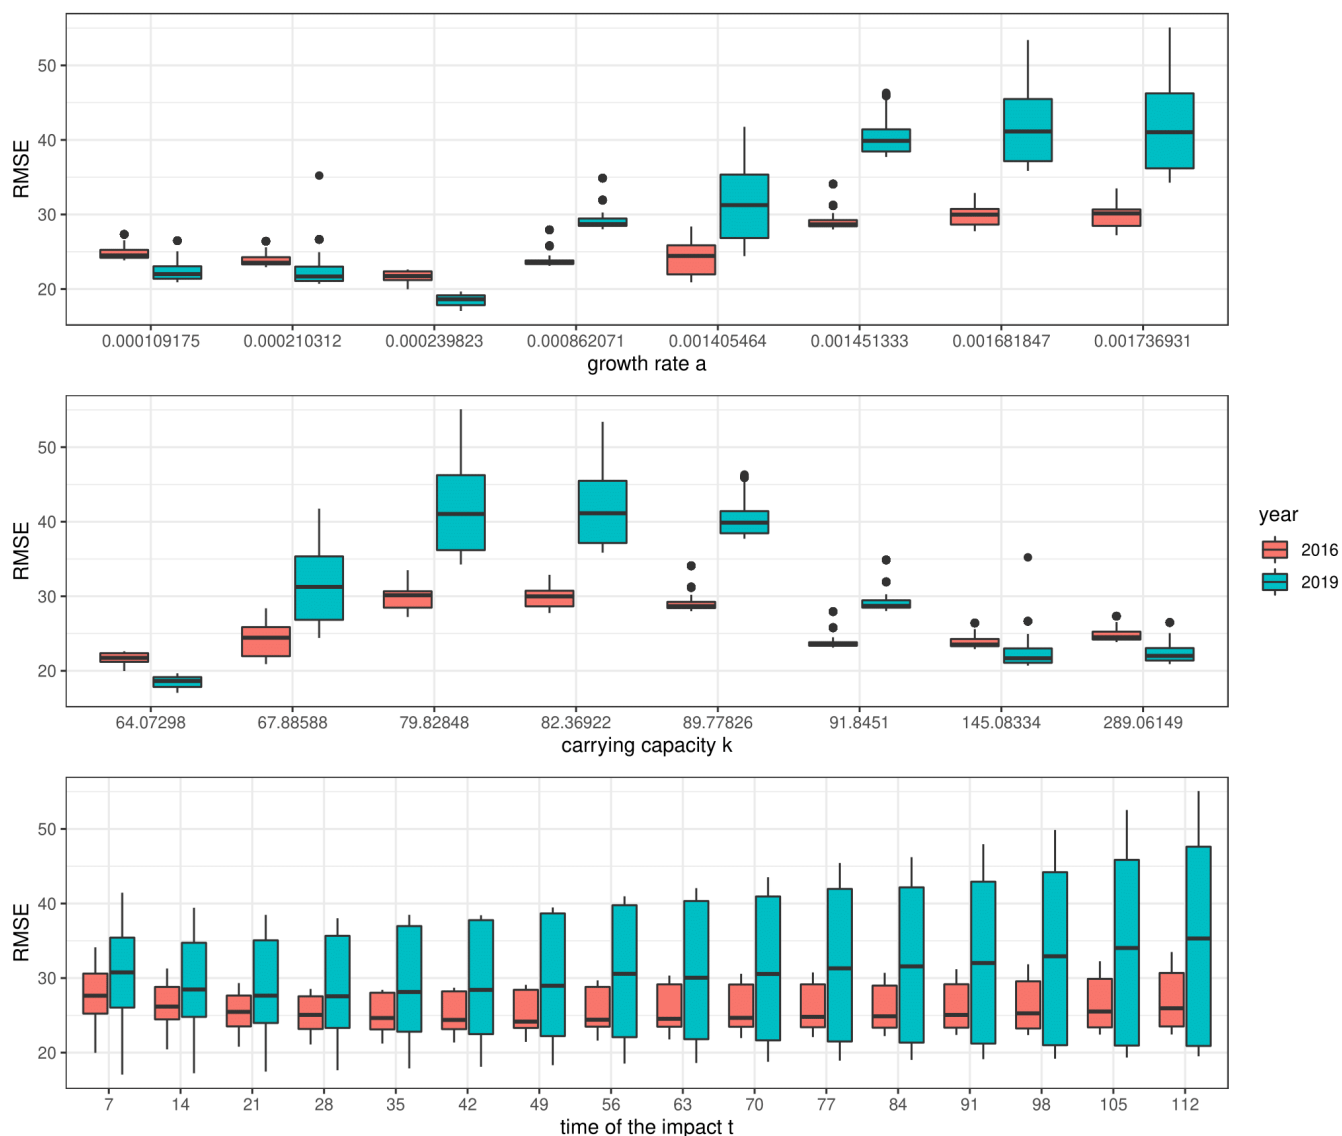 RMSE
50
40
30
20
0.000109175 0.000210312 0.000239823 0.000862071 0.001405464 0.001451333 0.001681847 0.001736931
growth rate a
RMSE
50
40
30
20
64.07298 67.88588 79.82848 82.36922 89.77826 91.8451 145.08334 289.06149
carrying capacity k
year
2016
2019
RMSE
50
40
30
20
7 14 21 28 35 42 49 56 63 70 77 84 91 98 105 112
time of the impact t